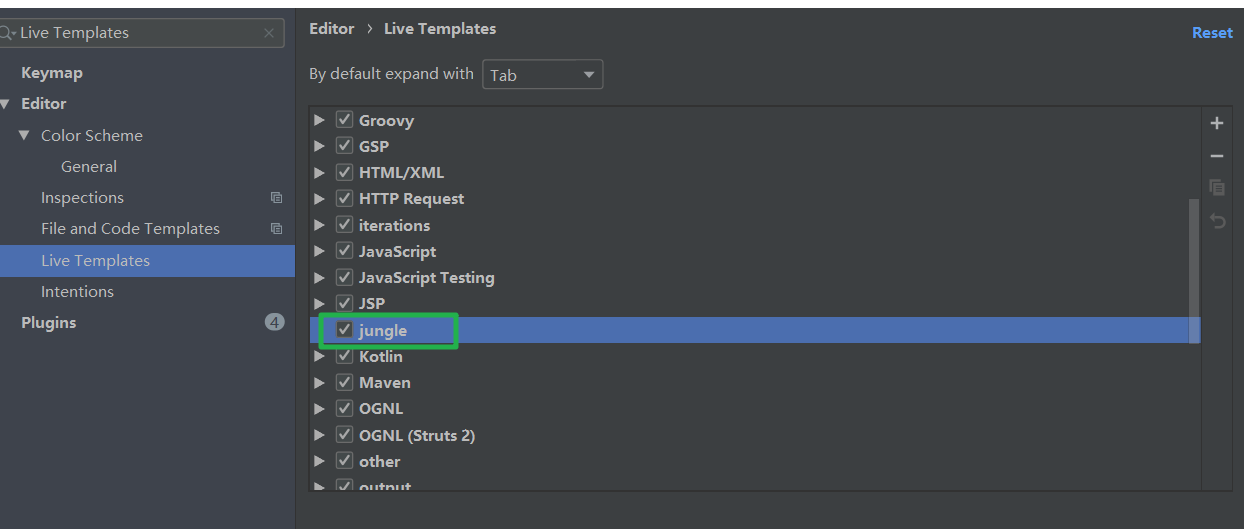 Live Templates
Keymap
Editor
Color Scheme
General
Inspections
File and Code Templates
Live Templates
Intentions
Plugins 4
Editor › Live Templates
Reset
By default expand with Tab
Groovy
GSP
HTML/XML
HTTP Request
iterations
JavaScript
JavaScript Testing
JSP
jungle
Kotlin
Maven
OGNL
OGNL (Struts 2)
other
output